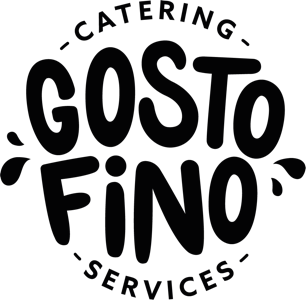 -CATERING-
GOSTO
FiNO
-SERVICES-